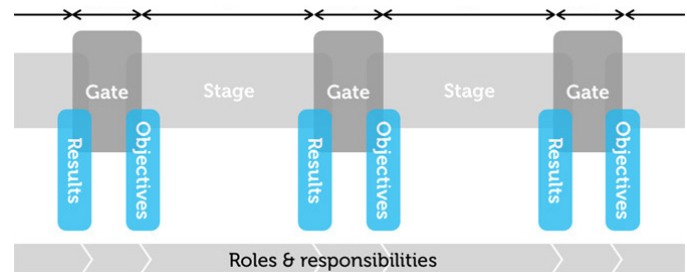 Gate
Stage
Gate
Stage
Gate
Results
Objectives
Results
Objectives
Results
Objectives
Roles & responsibilities